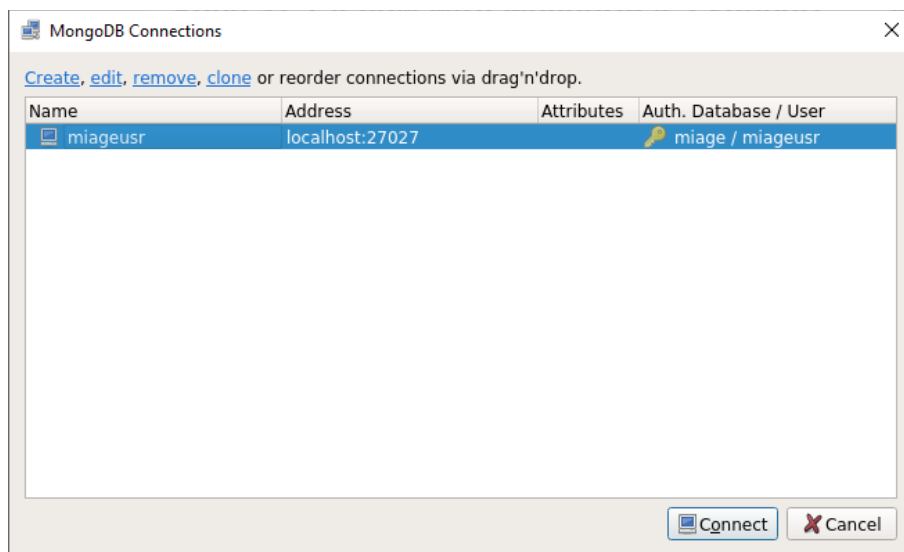 MongoDB Connections
Create, edit, remove, clone or reorder connections via drag'n'drop.
Name Address Attributes Auth. Database / User
miageusr localhost:27027 miage / miageusr
Connect Cancel